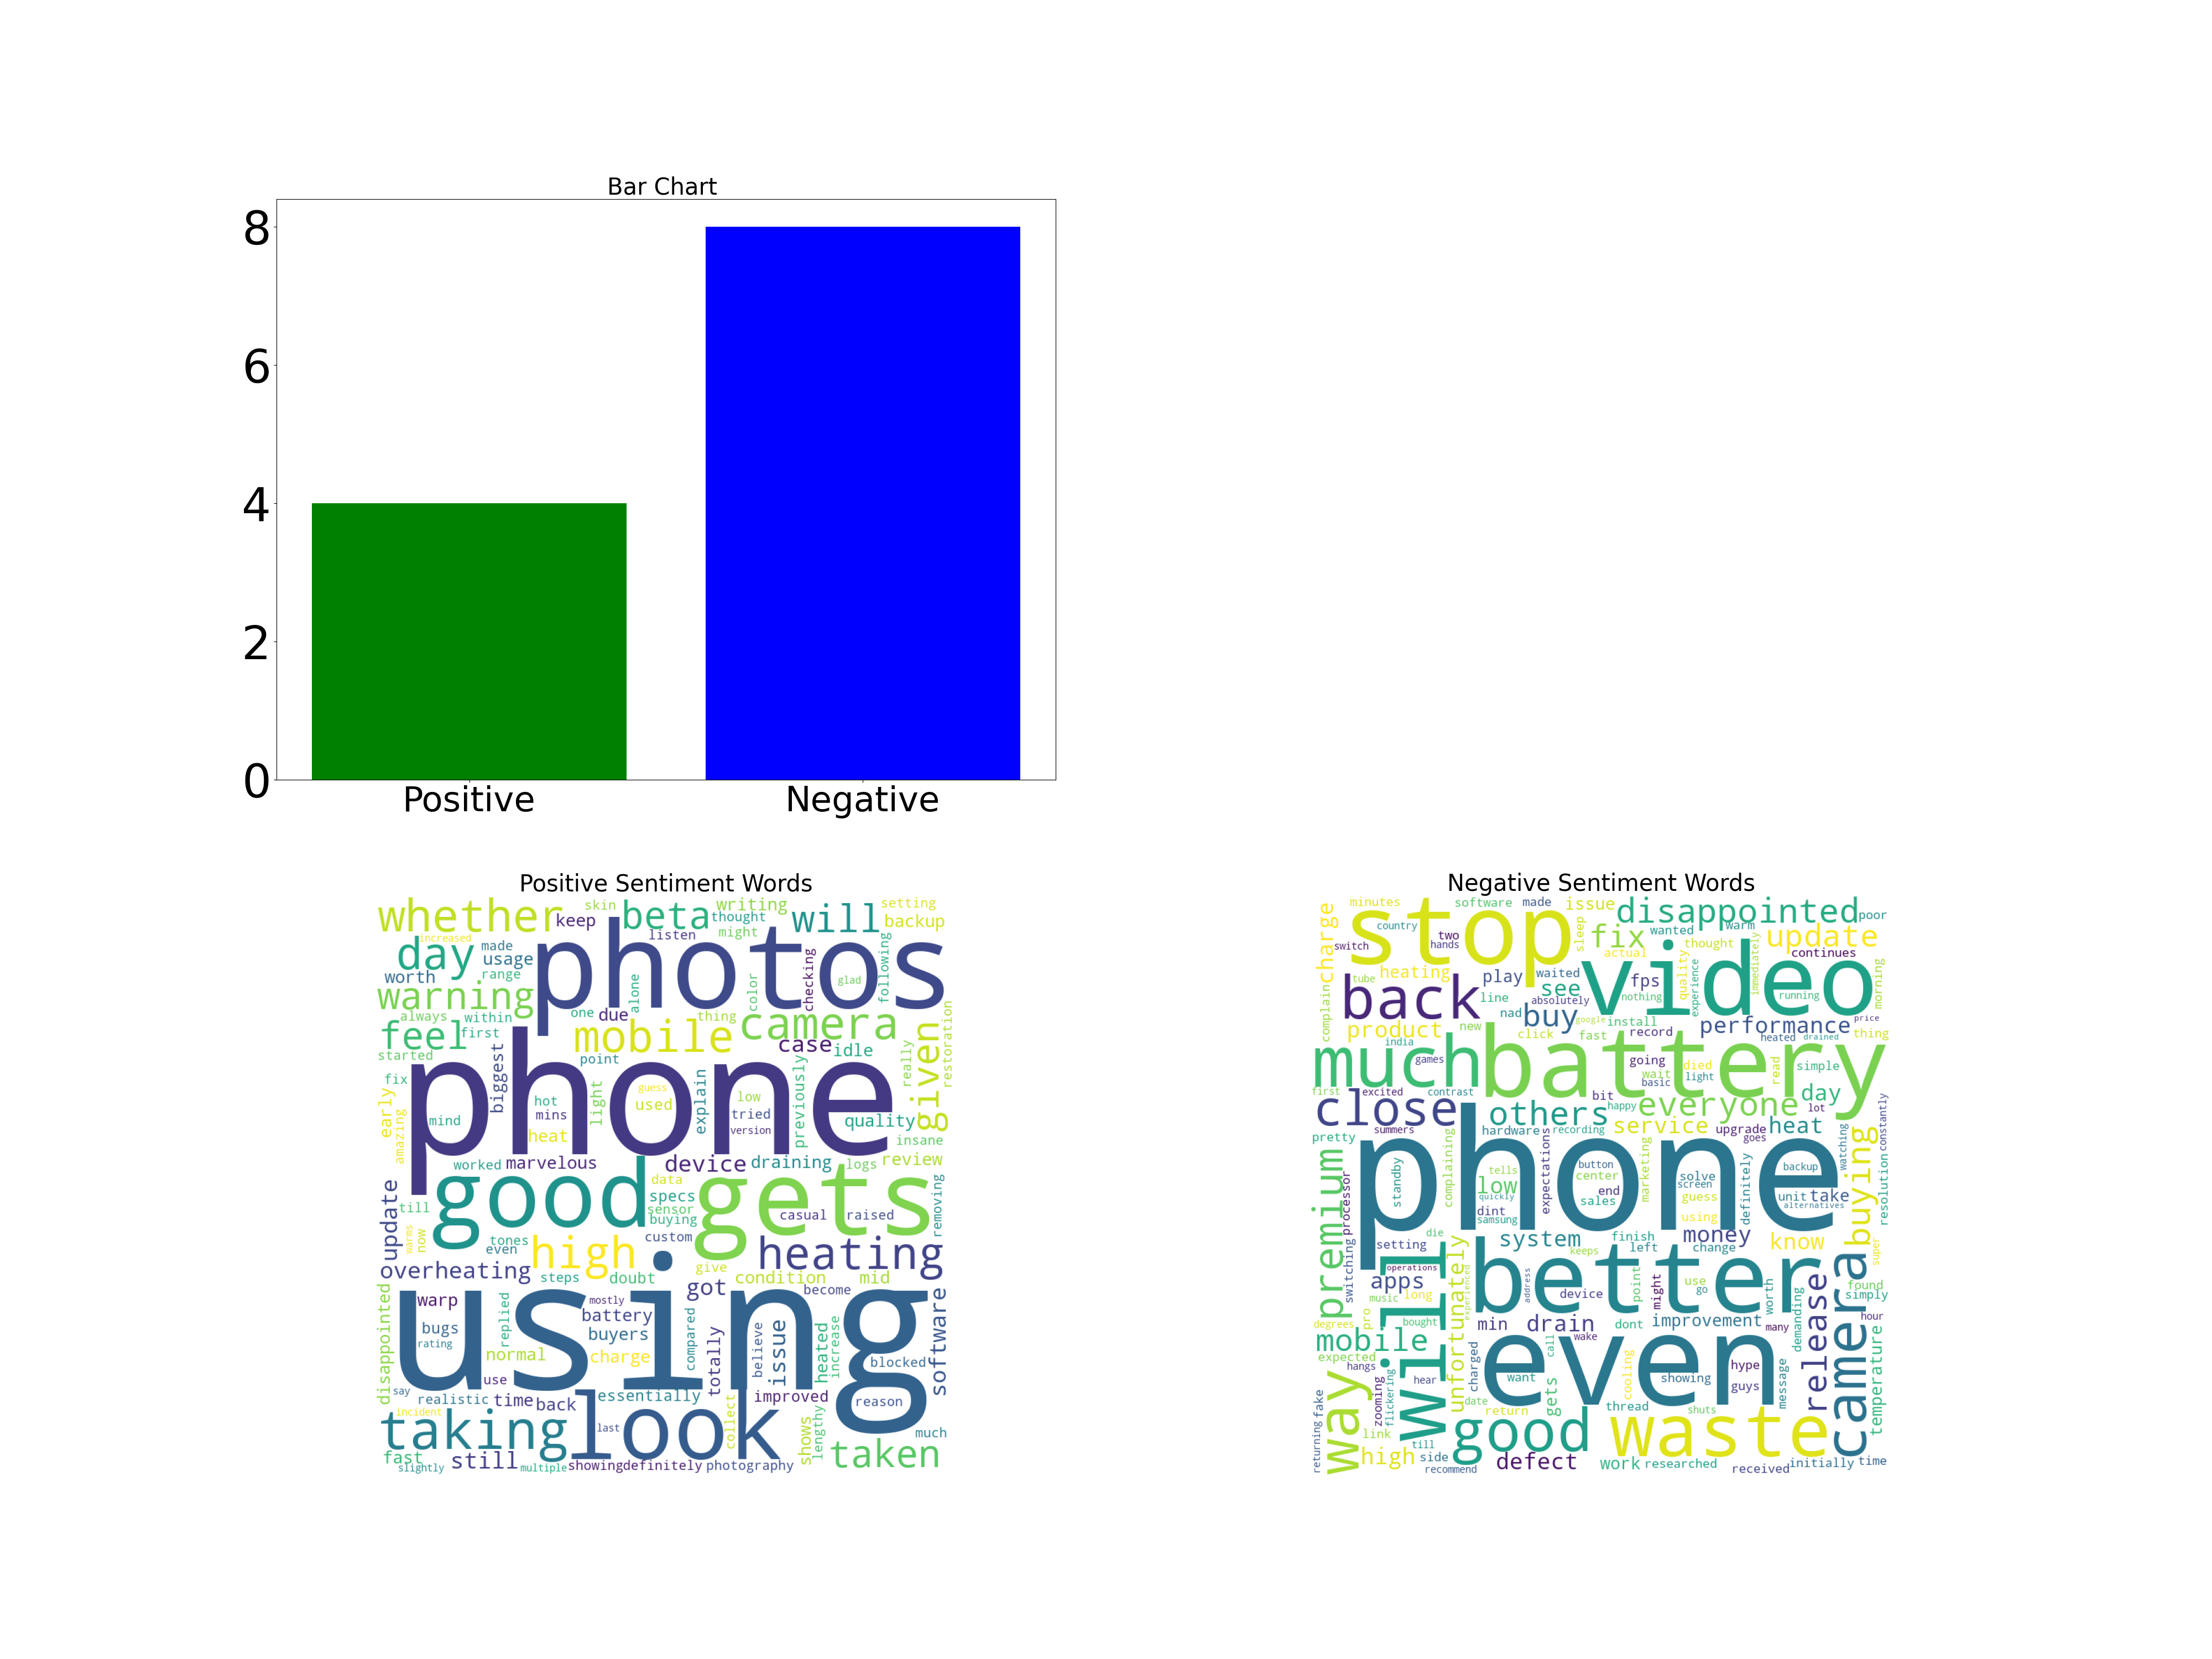 Bar Chart
8
6
4
2
0
Positive Negative
Positive Sentiment Words
whether skin keep beta writing thought will setting backup
increased day made usage listen might photos
worth range alone color checking glad following
warning always within one due thing
feel first mobile camera
started point case idle given really restoration
fix biggest phone previously
early amazing mind hot mins heat light guess used explain low tried version quality insane
worked marvelous device draining logs review
update till good data specs sensor buying gets casual raised removing
warms now tones even high custom heating
overheating steps doubt give condition mid
disappointed warp using mostly got become
bugs rating replied battery buyers compared believe issue heated increase blocked software
normal charge totally
say use essentially improved reason
realistic time back
incident taking look last collect shows lengthy much
fast still taken
slightly multiple showing definitely photography
Negative Sentiment Words
minutes software made issue disappointed poor
charge country stop sleep fix wanted warm update
switch two hands actual thought continues
complain tube heating play waited see fps quality experience immediately video running morning
back line absolutely nothing
product nad buy google install performance price
new click fast record heated drained thing
india much games battery going wait basic died light read simple
first excited contrast bit day
close others happy everyone lot
summers hardware recording service upgrade goes heat constantly
pretty phone complaining expectations marketing definitely watching buying
premium processor standby tells low quickly button center end sales solve screen guess backup unit take alternatives resolution
dint samsung using
switching setting die system finish left money know
keeps change super
operations apps better address device point might use go worth found simply
music long experienced
degrees pro bought min drain dont improvement many demanding hour
mobile will unfortunately call wake release camera
expected hangs charged even cooling hype guys message temperature
way zooming hear flickering want showing
fake date return gets thread shuts waste
returning link till good
high side defect work researched received initially time
recommend